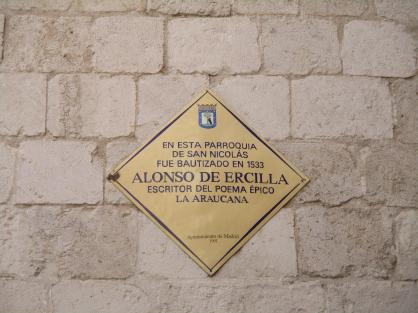 EN ESTA PARROQUIA
DE SAN NICOLÁS
FUE BAUTIZADO EN 1533
ALONSO DE ERCILLA
ESCRITOR DEL POEMA ÉPICO
LA ARAUCANA
Ayuntamiento de Madrid